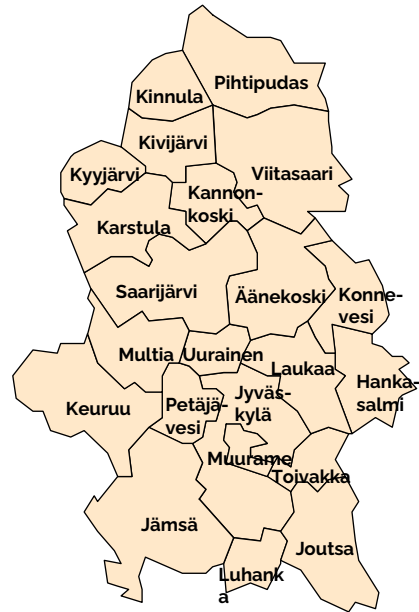 Pihtipudas
Kinnula
Kivijärvi
Kyyjärvi
Viitasaari
Kannon-
koski
Karstula
Saarijärvi
Äänekoski
Konne-
vesi
Multia
Uurainen
Laukaa
Keuruu
Petäjä-
vesi
Jyväs-
kylä
Hanka-
salmi
Muurame
Toivakka
Jämsä
Joutsa
Luhank
a